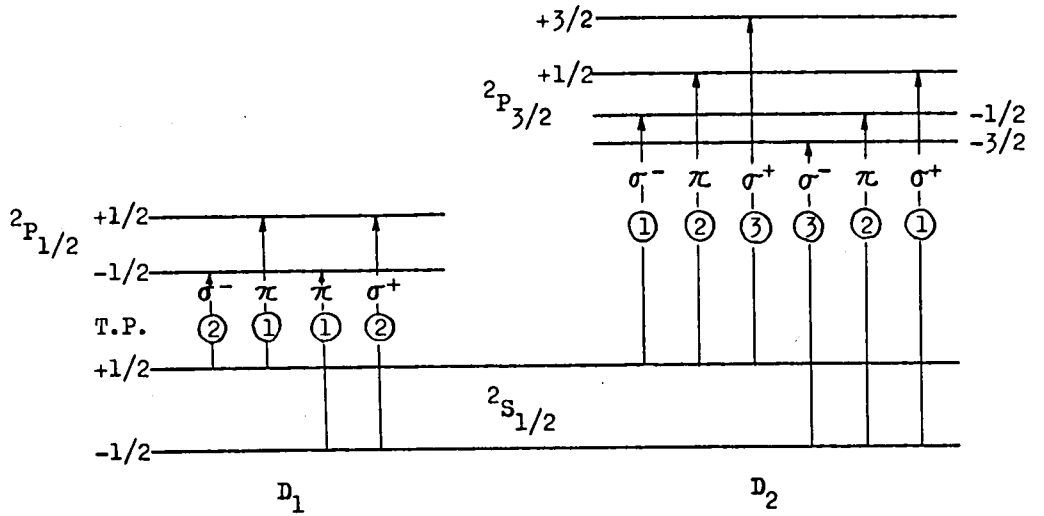 +3/2
+1/2
²P₃/₂
-1/2
-3/2
σ⁻ π σ⁺ σ⁻ π σ⁺
① ② ③ ③ ② ①
+1/2
²P₁/₂
-1/2
σ⁻ π π σ⁺
T.P. ② ① ① ②
+1/2
²S₁/₂
-1/2
D₁ D₂